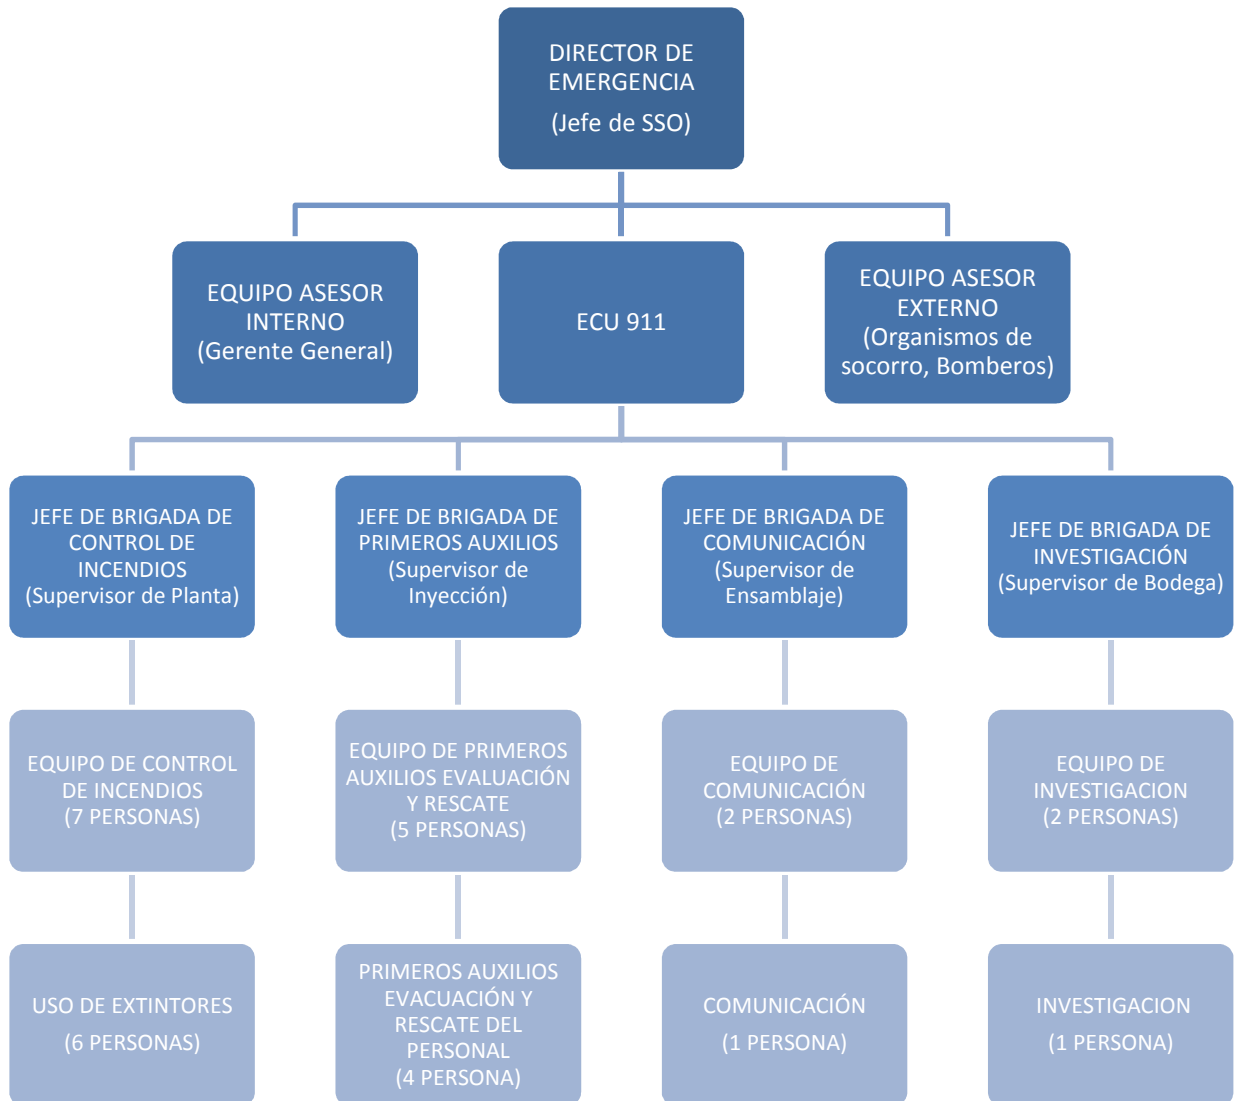 DIRECTOR DE
EMERGENCIA
(Jefe de SSO)
EQUIPO ASESOR
INTERNO
(Gerente General)
ECU 911
EQUIPO ASESOR
EXTERNO
(Organismos de
socorro, Bomberos)
JEFE DE BRIGADA DE
CONTROL DE
INCENDIOS
(Supervisor de Planta)
JEFE DE BRIGADA DE
PRIMEROS AUXILIOS
(Supervisor de
Inyección)
JEFE DE BRIGADA DE
COMUNICACIÓN
(Supervisor de
Ensamblaje)
JEFE DE BRIGADA DE
INVESTIGACIÓN
(Supervisor de Bodega)
EQUIPO DE CONTROL
DE INCENDIOS
(7 PERSONAS)
EQUIPO DE PRIMEROS
AUXILIOS EVALUACIÓN
Y RESCATE
(5 PERSONAS)
EQUIPO DE
COMUNICACIÓN
(2 PERSONAS)
EQUIPO DE
INVESTIGACION
(2 PERSONAS)
USO DE EXTINTORES
(6 PERSONAS)
PRIMEROS AUXILIOS
EVACUACIÓN Y
RESCATE DEL
PERSONAL
(4 PERSONA)
COMUNICACIÓN
(1 PERSONA)
INVESTIGACION
(1 PERSONA)